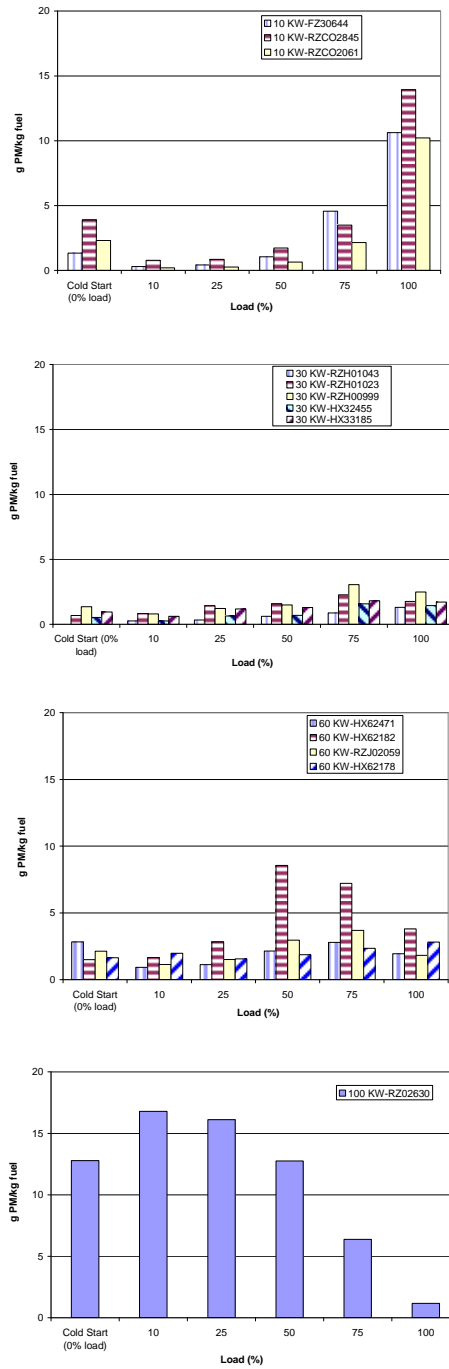 20
15
10
5
0
g PM/kg fuel
10 KW-FZ30644
10 KW-RZCO2845
10 KW-RZCO2061
Cold Start
(0% load)
10
25
50
75
100
Load (%)
20
15
10
5
0
g PM/kg fuel
30 KW-RZH01043
30 KW-RZH01023
30 KW-RZH00999
30 KW-HX32455
30 KW-HX33185
Cold Start (0%
load)
10
25
50
75
100
Load (%)
20
15
10
5
0
g PM/kg fuel
60 KW-HX62471
60 KW-HX62182
60 KW-RZJ02059
60 KW-HX62178
Cold Start
(0% load)
10
25
50
75
100
Load (%)
20
15
10
5
0
g PM/kg fuel
100 KW-RZ02630
Cold Start
(0% load)
10
25
50
75
100
Load (%)